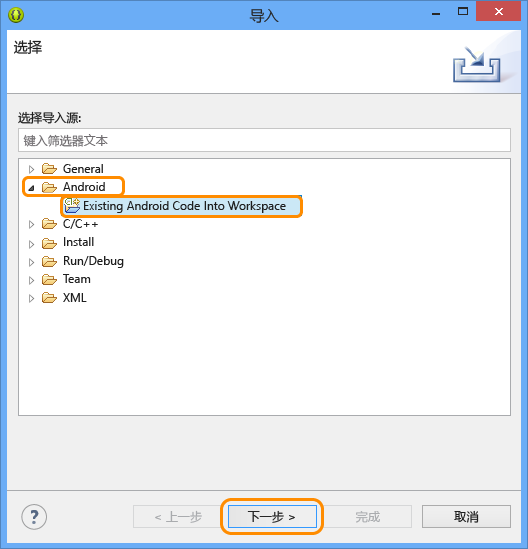 导入
选择
选择导入源:
键入筛选器文本
General
Android
Existing Android Code Into Workspace
C/C++
Install
Run/Debug
Team
XML
?
< 上一步
下一步 >
完成
取消